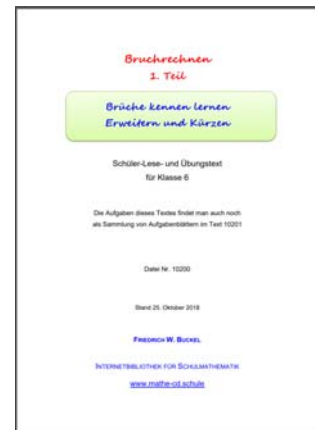 Bruchrechnen
1. Teil
Brüche kennen lernen
Erweitern und Kürzen
Schüler-Lese- und Übungstext
für Klasse 6
Die Aufgaben dieses Textes findet man auch noch
als Sammlung von Aufgabenblättern im Text 10201
Datei Nr. 10200
Stand 25. Oktober 2018
FRIEDRICH W. BUCKEL
INTERNETBIBLIOTHEK FÜR SCHULMATHEMATIK
www.mathe-cd.schule